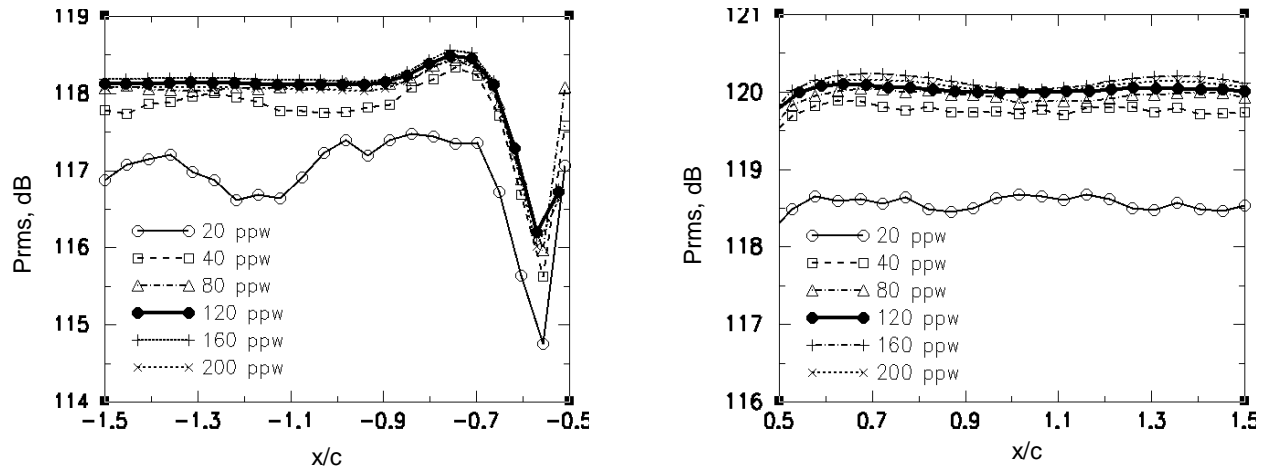 119
118
117
116
115
114
Prms, dB
20 ppw
40 ppw
80 ppw
120 ppw
160 ppw
200 ppw
-1.5
-1.3
-1.1
-0.9
-0.7
-0.5
x/c
121
120
119
118
117
116
Prms, dB
20 ppw
40 ppw
80 ppw
120 ppw
160 ppw
200 ppw
0.5
0.7
0.9
1.1
1.3
1.5
x/c